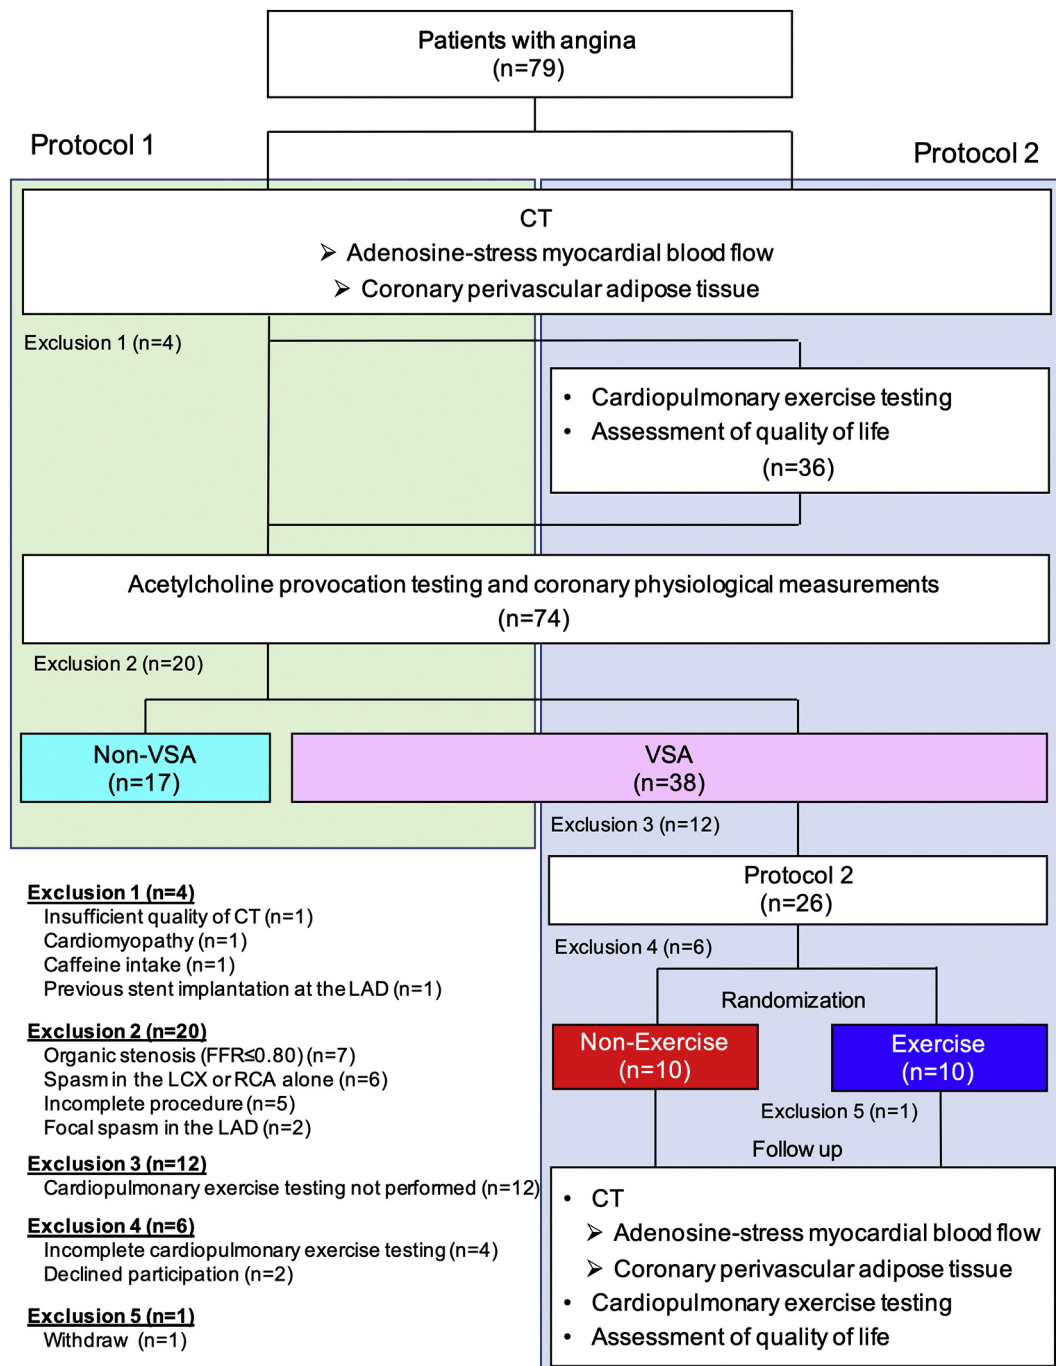 Patients with angina
(n=79)
Protocol 1
Protocol 2
CT
➢ Adenosine-stress myocardial blood flow
➢ Coronary perivascular adipose tissue
Exclusion 1 (n=4)
• Cardiopulmonary exercise testing
• Assessment of quality of life
(n=36)
Acetylcholine provocation testing and coronary physiological measurements
(n=74)
Exclusion 2 (n=20)
Non-VSA
(n=17)
VSA
(n=38)
Exclusion 3 (n=12)
Protocol 2
(n=26)
Exclusion 4 (n=6)
Randomization
Non-Exercise
(n=10)
Exercise
(n=10)
Exclusion 5 (n=1)
Follow up
• CT
➢ Adenosine-stress myocardial blood flow
➢ Coronary perivascular adipose tissue
• Cardiopulmonary exercise testing
• Assessment of quality of life
Exclusion 1 (n=4)
Insufficient quality of CT (n=1)
Cardiomyopathy (n=1)
Caffeine intake (n=1)
Previous stent implantation at the LAD (n=1)
Exclusion 2 (n=20)
Organic stenosis (FFR≤0.80) (n=7)
Spasm in the LCX or RCA alone (n=6)
Incomplete procedure (n=5)
Focal spasm in the LAD (n=2)
Exclusion 3 (n=12)
Cardiopulmonary exercise testing not performed (n=12)
Exclusion 4 (n=6)
Incomplete cardiopulmonary exercise testing (n=4)
Declined participation (n=2)
Exclusion 5 (n=1)
Withdraw (n=1)